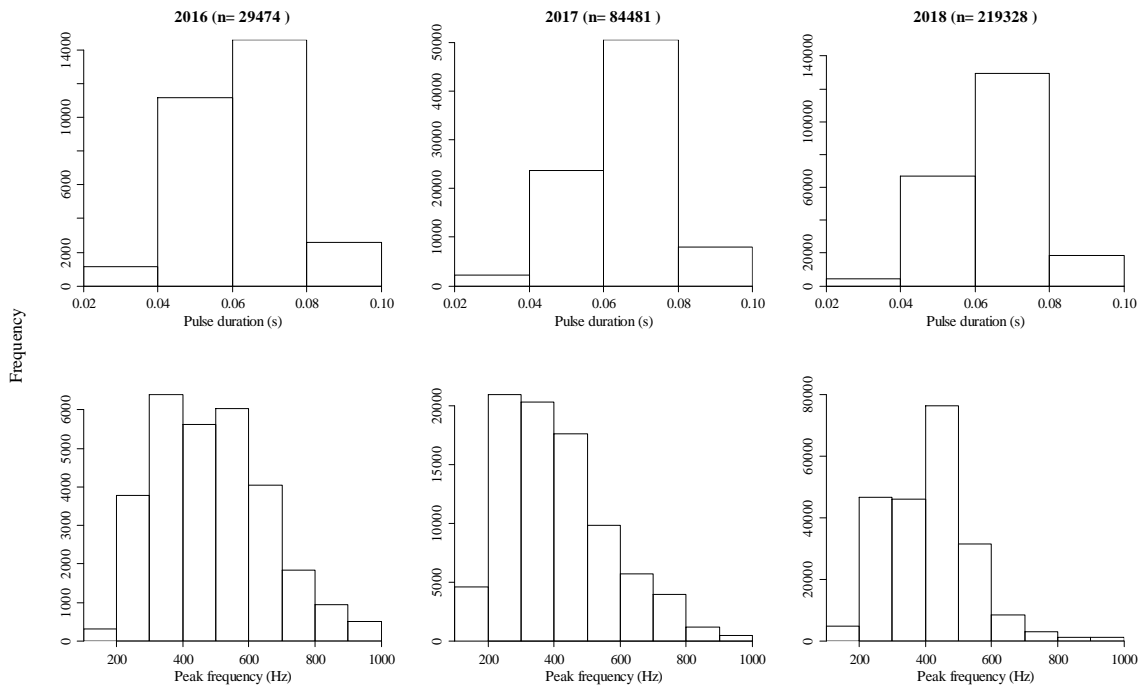 2016 (n= 29474 )
2017 (n= 84481 )
2018 (n= 219328 )
Frequency
0
2000
6000
10000
14000
0.02 0.04 0.06 0.08 0.10
Pulse duration (s)
0
10000
20000
30000
40000
50000
0.02 0.04 0.06 0.08 0.10
Pulse duration (s)
0
20000
60000
100000
140000
0.02 0.04 0.06 0.08 0.10
Pulse duration (s)
0
1000
2000
3000
4000
5000
6000
200 400 600 800 1000
Peak frequency (Hz)
0
5000
10000
15000
20000
200 400 600 800 1000
Peak frequency (Hz)
0
20000
40000
60000
80000
200 400 600 800 1000
Peak frequency (Hz)